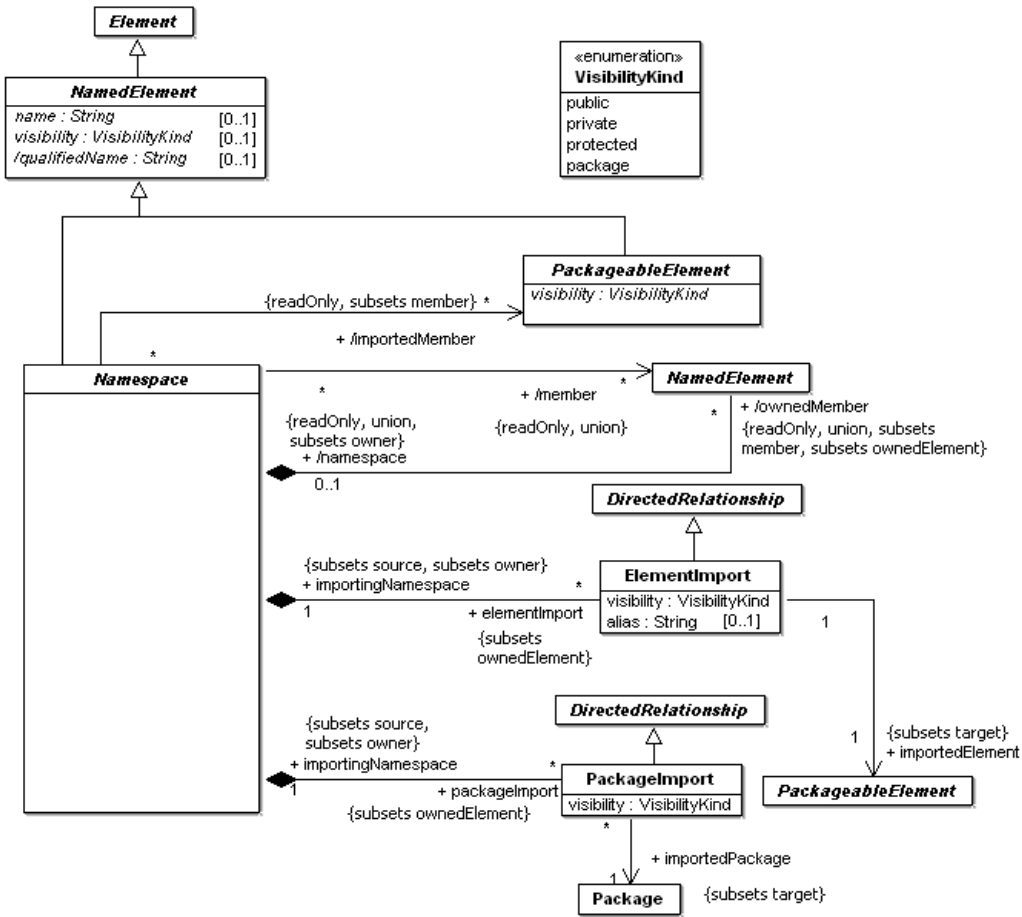 Element
NamedElement
name : String [0..1]
visibility : VisibilityKind [0..1]
/qualifiedName : String [0..1]
«enumeration»
VisibilityKind
public
private
protected
package
PackageableElement
visibility : VisibilityKind
{readOnly, subsets member} *
+ /importedMember
*
Namespace
NamedElement
*
*
+ /member
{readOnly, union}
{readOnly, union,
subsets owner}
+ /namespace
0..1
*
+ /ownedMember
{readOnly, union, subsets
member, subsets ownedElement}
DirectedRelationship
{subsets source, subsets owner}
+ importingNamespace
1
*
+ elementImport
{subsets
ownedElement}
ElementImport
visibility : VisibilityKind
alias : String [0..1]
1
1
{subsets target}
+ importedElement
PackageableElement
DirectedRelationship
{subsets source,
subsets owner}
+ importingNamespace
1
*
+ packageImport
{subsets ownedElement}
PackageImport
visibility : VisibilityKind
*
+ importedPackage
1
{subsets target}
Package